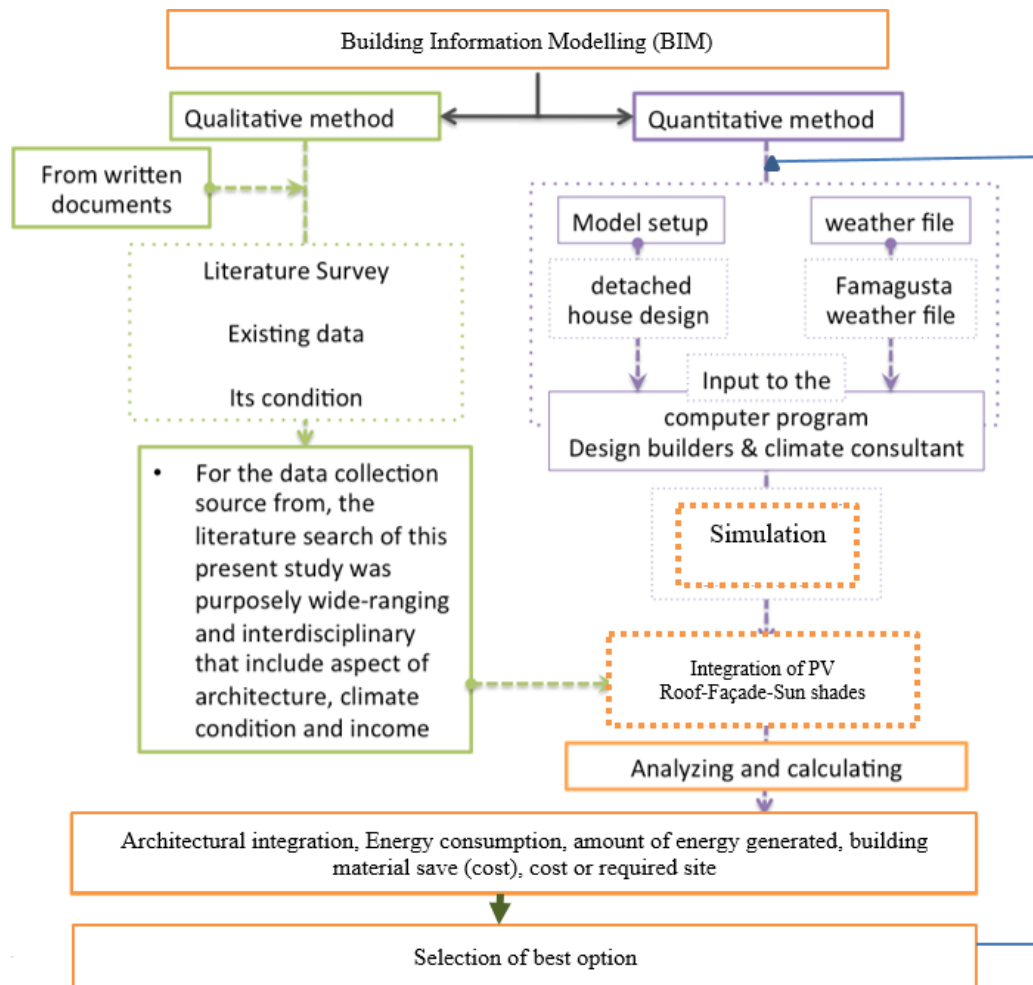 Building Information Modelling (BIM)
Qualitative method
Quantitative method
From written
documents
Literature Survey
Existing data
Its condition
• For the data collection
source from, the
literature search of this
present study was
purposely wide-ranging
and interdisciplinary
that include aspect of
architecture, climate
condition and income
Model setup
weather file
detached
house design
Famagusta
weather file
Input to the
computer program
Design builders & climate consultant
Simulation
Integration of PV
Roof-Façade-Sun shades
Analyzing and calculating
Architectural integration, Energy consumption, amount of energy generated, building
material save (cost), cost or required site
Selection of best option